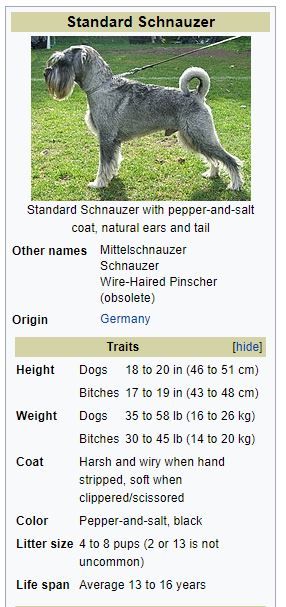 Standard Schnauzer
Standard Schnauzer with pepper-and-salt
coat, natural ears and tail
Other names Mittelschnauzer
Schnauzer
Wire-Haired Pinscher
(obsolete)
Origin Germany
Traits [hide]
Height Dogs 18 to 20 in (46 to 51 cm)
Bitches 17 to 19 in (43 to 48 cm)
Weight Dogs 35 to 58 lb (16 to 26 kg)
Bitches 30 to 45 lb (14 to 20 kg)
Coat Harsh and wiry when hand
stripped, soft when
clippered/scissored
Color Pepper-and-salt, black
Litter size 4 to 8 pups (2 or 13 is not
uncommon)
Life span Average 13 to 16 years